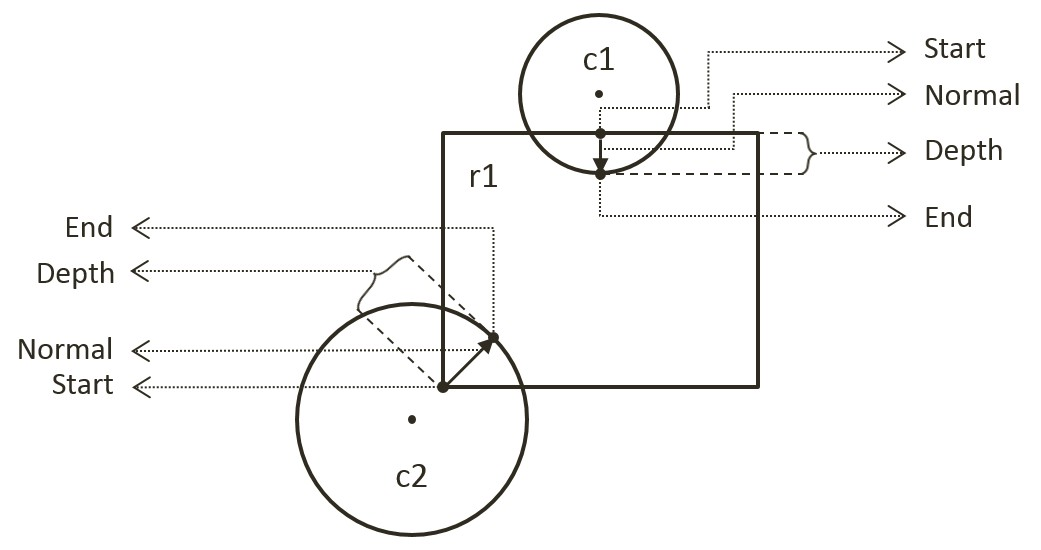 c1
Start
Normal
Depth
End
r1
End
Depth
Normal
Start
c2